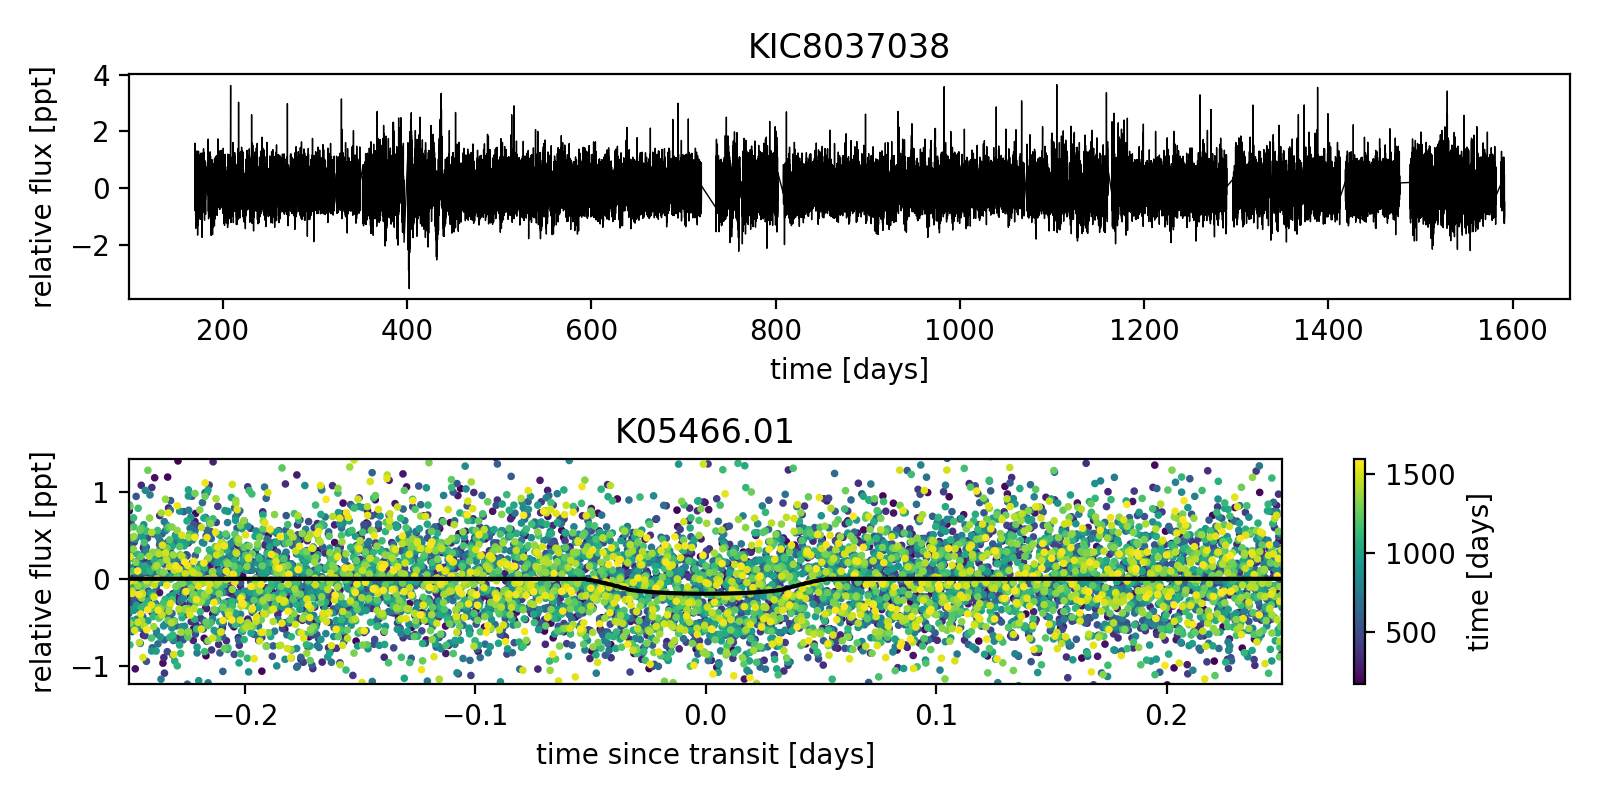 KIC8037038
relative flux [ppt]
4
2
0
−2
200 400 600 800 1000 1200 1400 1600
time [days]
K05466.01
relative flux [ppt]
1
0
−1
−0.2 −0.1 0.0 0.1 0.2
time since transit [days]
1500
1000
500
time [days]